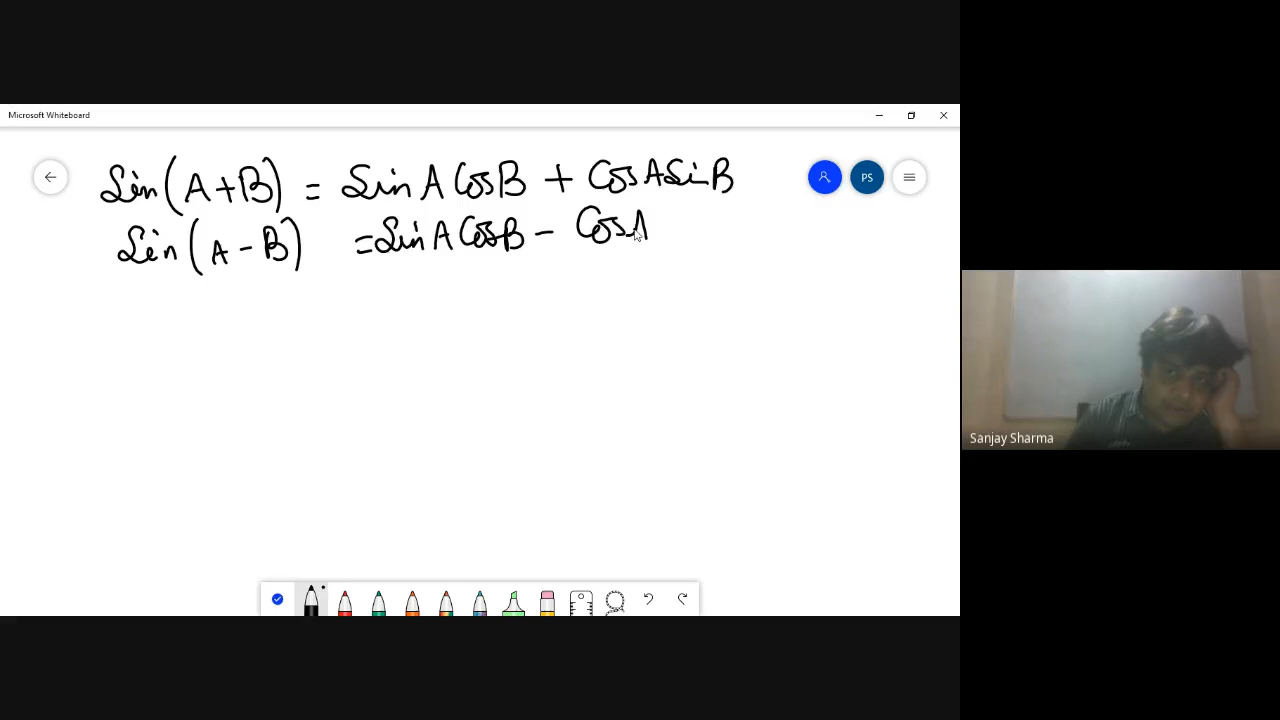 Microsoft Whiteboard
Sin(A+B) = Sin A Cos B + Cos A Sin B
PS
Sin(A-B) = Sin A Cos B - Cos A
Sanjay Sharma